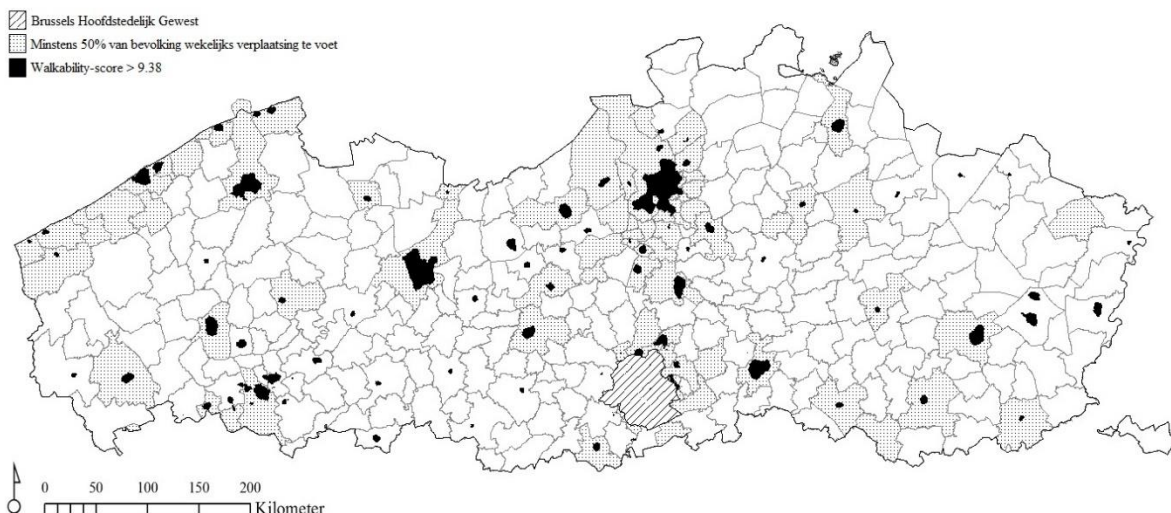 Brussels Hoofdstedelijk Gewest
Minstens 50% van bevolking wekelijks verplaatsing te voet
Walkability-score > 9.38
0 50 100 150 200
Kilometer